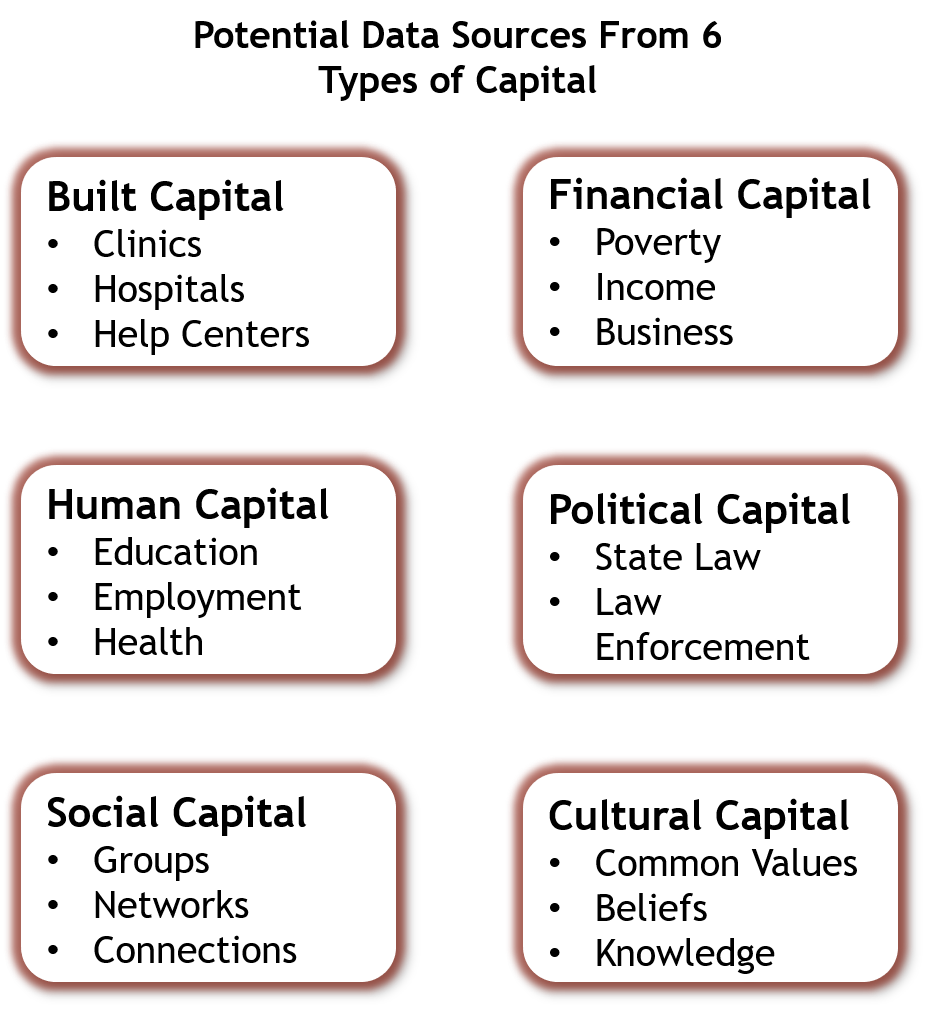 Potential Data Sources From 6
Types of Capital
Built Capital
• Clinics
• Hospitals
• Help Centers
Financial Capital
• Poverty
• Income
• Business
Human Capital
• Education
• Employment
• Health
Political Capital
• State Law
• Law
Enforcement
Social Capital
• Groups
• Networks
• Connections
Cultural Capital
• Common Values
• Beliefs
• Knowledge